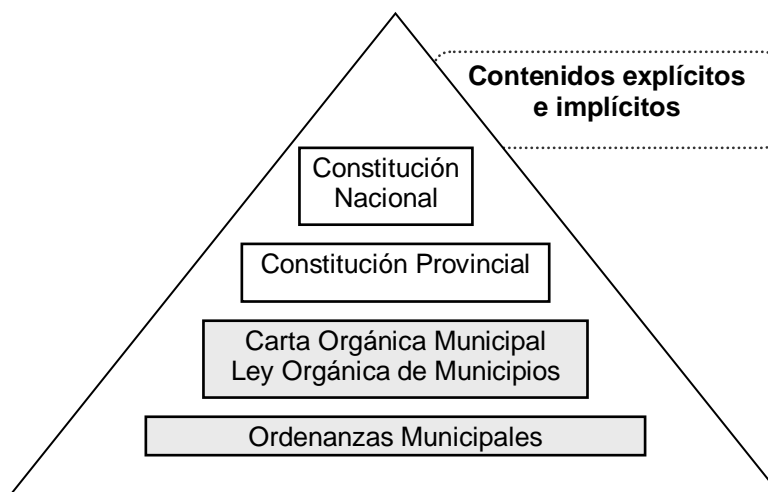 Contenidos explícitos
e implícitos
Constitución
Nacional
Constitución Provincial
Carta Orgánica Municipal
Ley Orgánica de Municipios
Ordenanzas Municipales